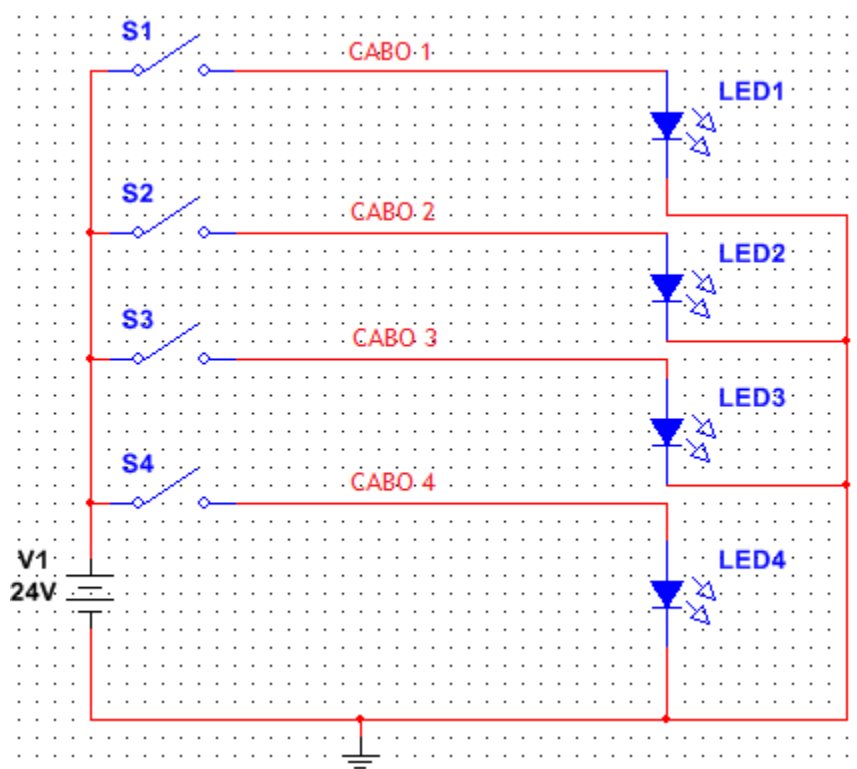 S1
CABO 1
LED1
S2
CABO 2
LED2
S3
CABO 3
LED3
S4
CABO 4
V1
24V
LED4